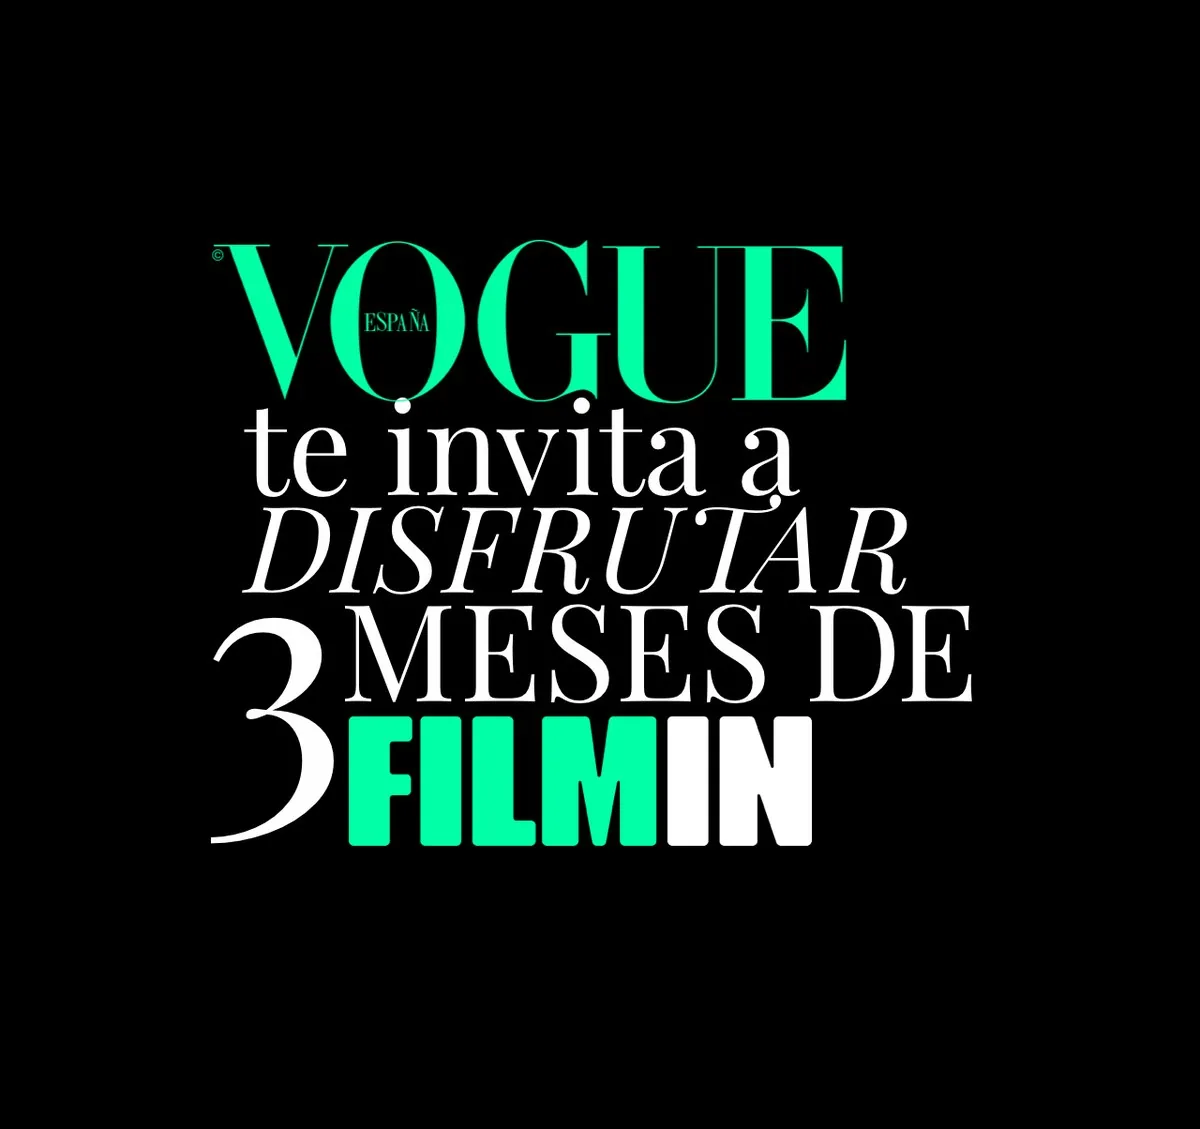 ©VOGUE
ESPAÑA
te invita a
DISFRUTAR
3 MESES DE
FILMIN